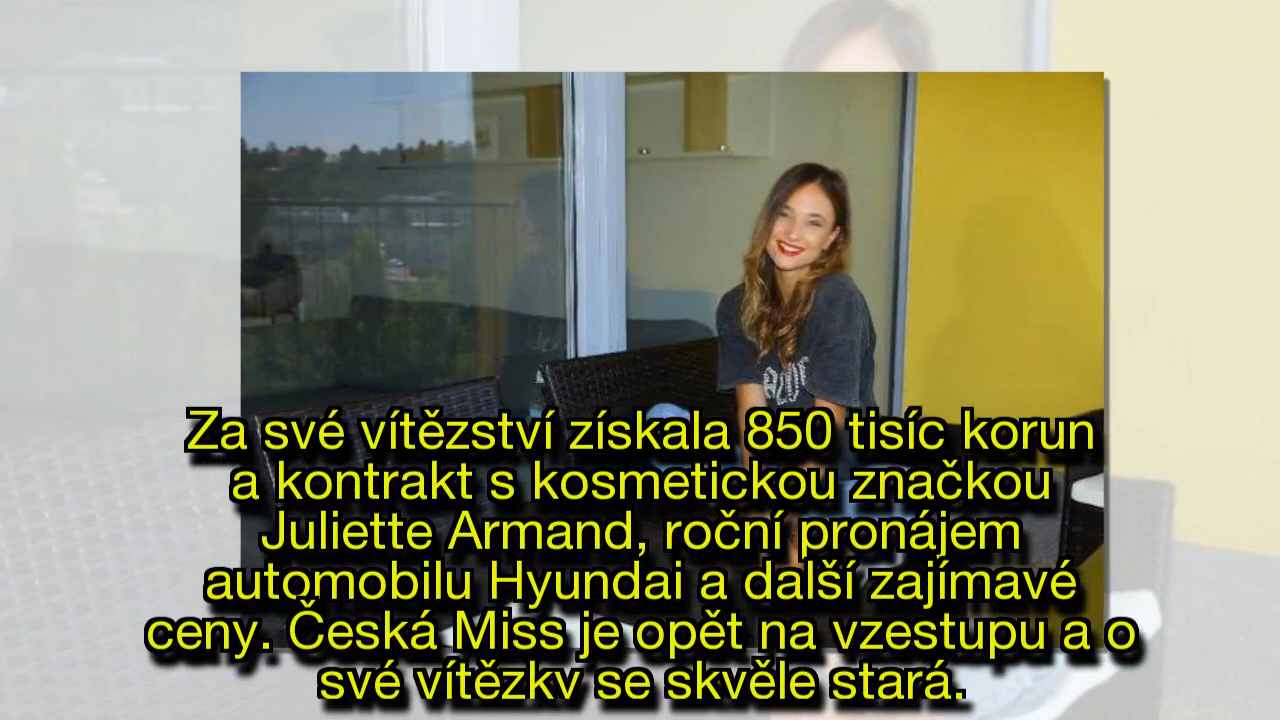 Za své vítězství získala 850 tisíc korun
a kontrakt s kosmetickou značkou
Juliette Armand, roční pronájem
automobilu Hyundai a další zajímavé
ceny. Česká Miss je opět na vzestupu a o
své vítězky se skvěle stará.